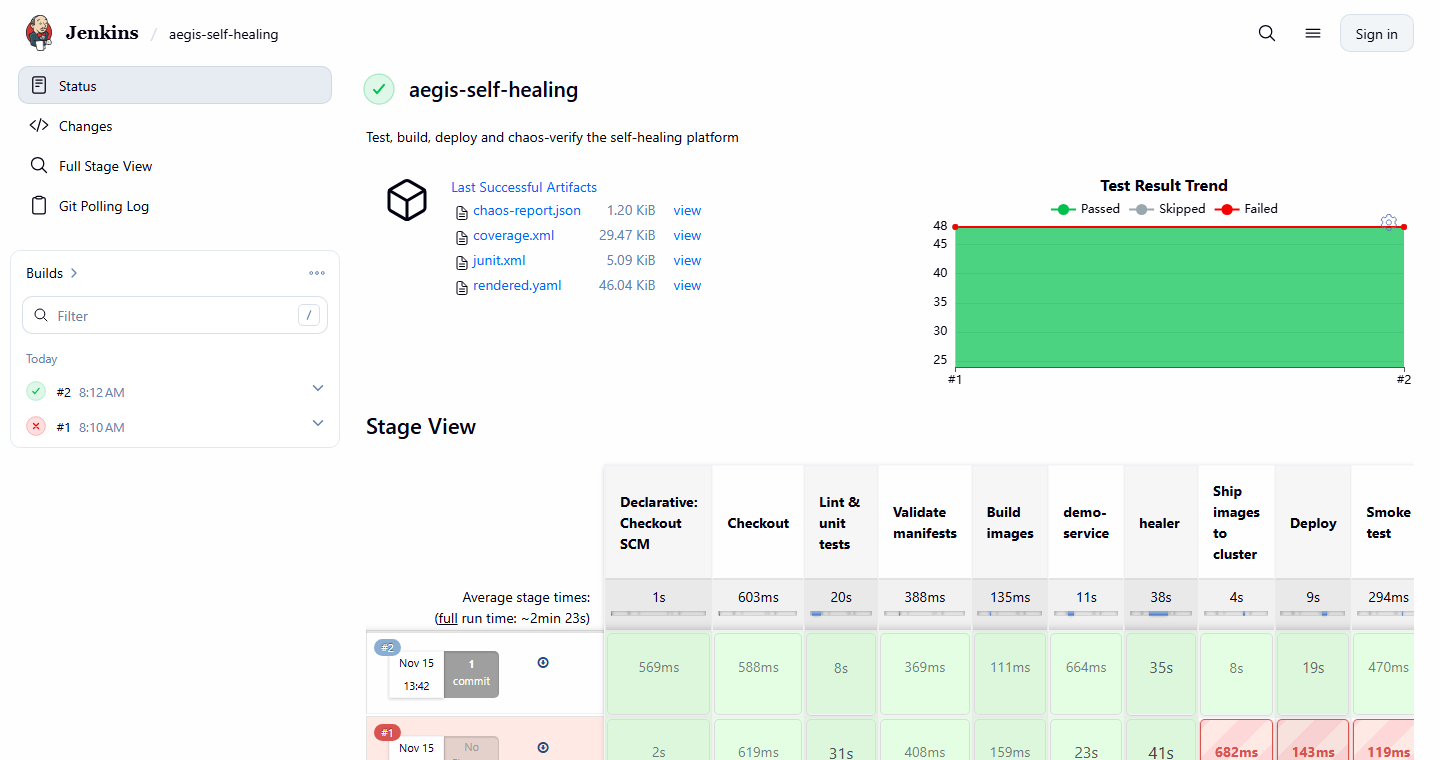 Jenkins / aegis-self-healing
Sign in
Status
Changes
Full Stage View
Git Polling Log
Builds
Filter /
Today
#2 8:12 AM
#1 8:10 AM
aegis-self-healing
Test, build, deploy and chaos-verify the self-healing platform
Last Successful Artifacts
chaos-report.json 1.20 KiB view
coverage.xml 29.47 KiB view
junit.xml 5.09 KiB view
rendered.yaml 46.04 KiB view
Test Result Trend
Passed Skipped Failed
48
45
40
35
30
25
#1 #2
Stage View
Declarative: Checkout SCM
Checkout
Lint & unit tests
Validate manifests
Build images
demo-service
healer
Ship images to cluster
Deploy
Smoke test
Average stage times:
(full run time: ~2min 23s)
1s 603ms 20s 388ms 135ms 11s 38s 4s 9s 294ms
#2
Nov 15 13:42
1 commit
569ms 588ms 8s 369ms 111ms 664ms 35s 8s 19s 470ms
#1
Nov 15
No
2s 619ms 31s 408ms 159ms 23s 41s 682ms 143ms 119ms